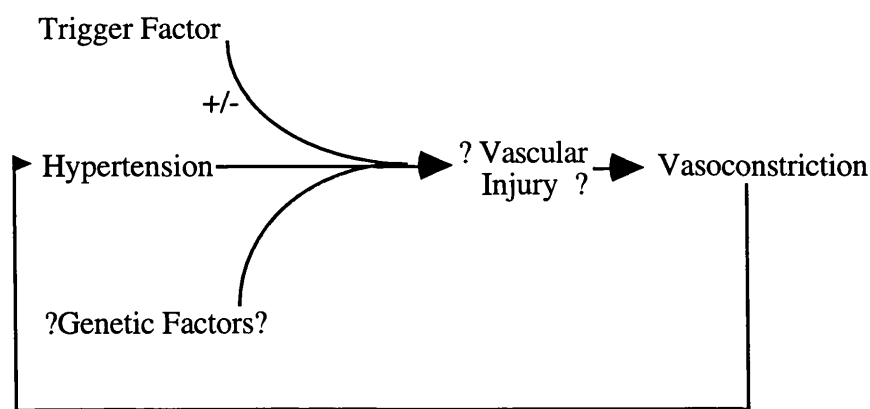 Trigger Factor
+/-
Hypertension
? Vascular
Injury ?
Vasoconstriction
?Genetic Factors?